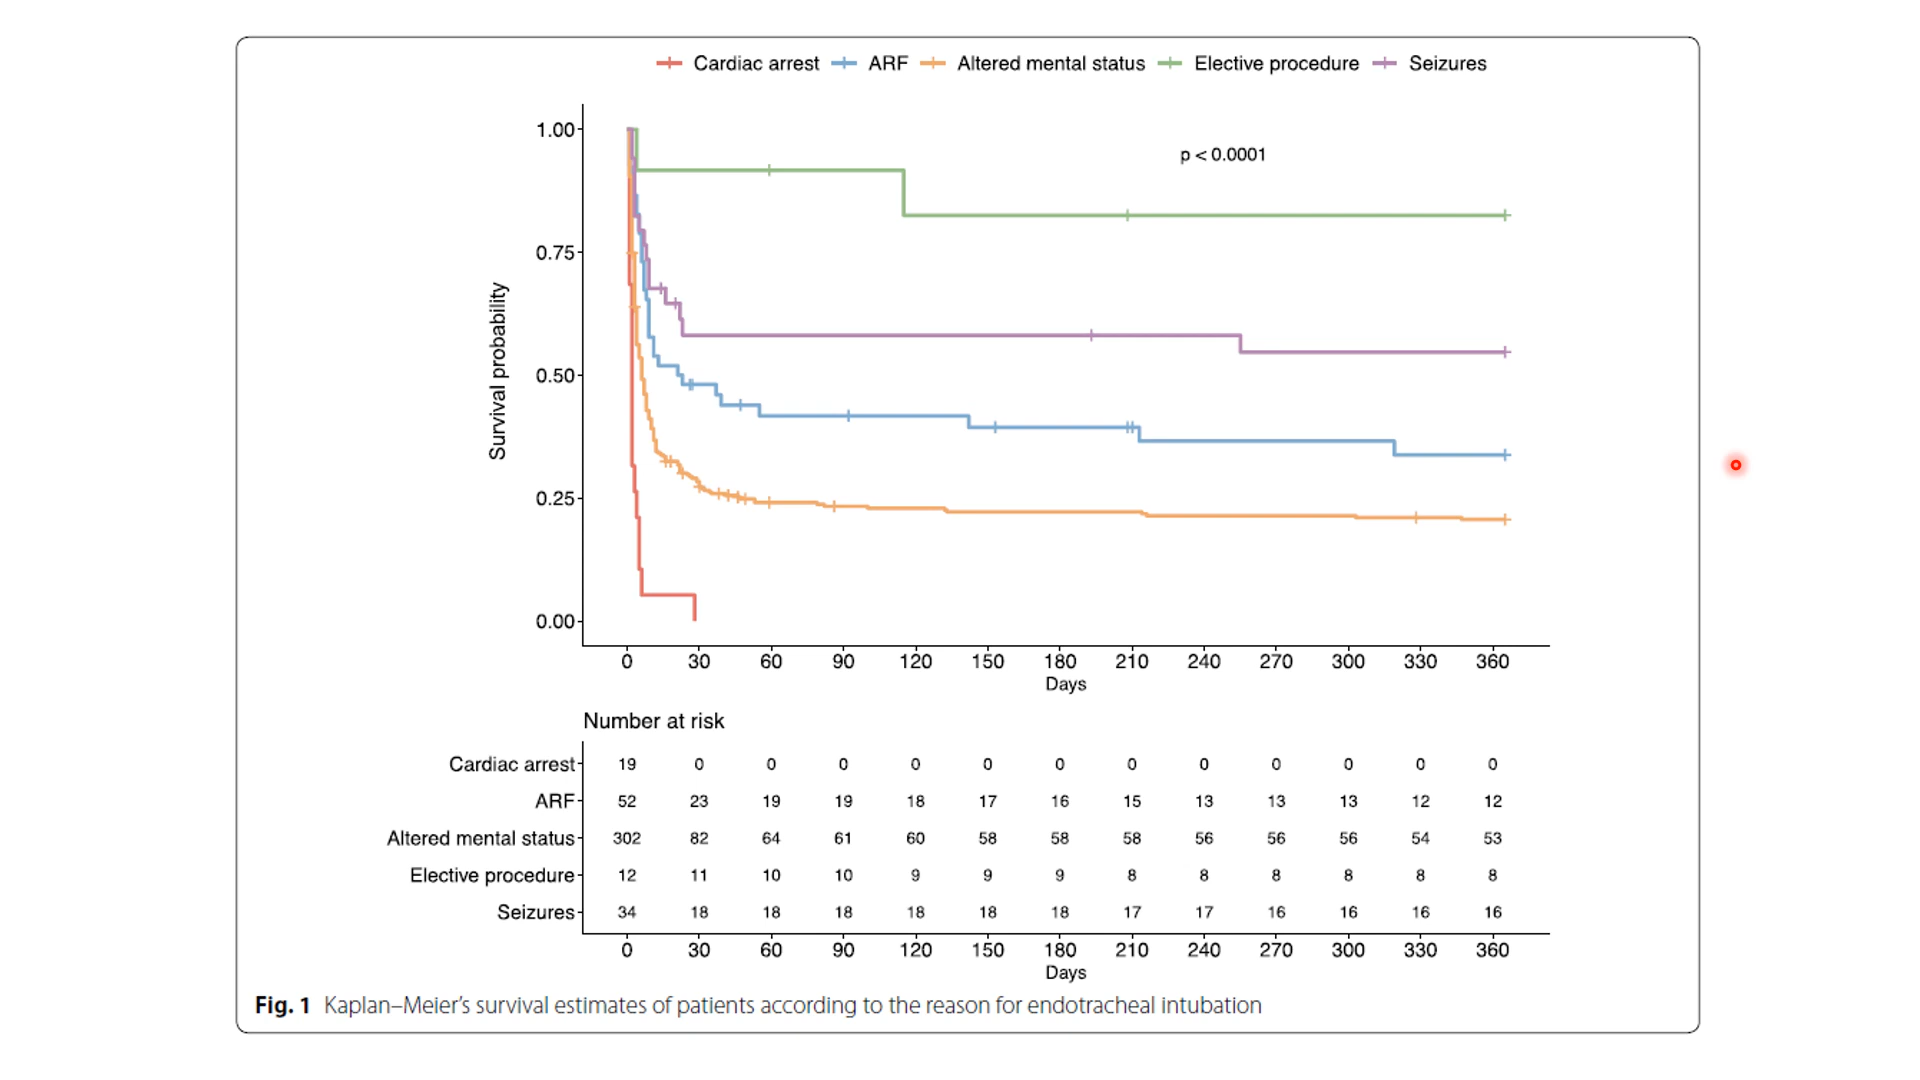 Cardiac arrest ARF Altered mental status Elective procedure Seizures
p < 0.0001
Survival probability
1.00
0.75
0.50
0.25
0.00
0 30 60 90 120 150 180 210 240 270 300 330 360
Days
Number at risk
Cardiac arrest 19 0 0 0 0 0 0 0 0 0 0 0 0
ARF 52 23 19 19 18 17 16 15 13 13 13 12 12
Altered mental status 302 82 64 61 60 58 58 58 56 56 56 54 53
Elective procedure 12 11 10 10 9 9 9 8 8 8 8 8 8
Seizures 34 18 18 18 18 18 18 17 17 16 16 16 16
0 30 60 90 120 150 180 210 240 270 300 330 360
Days
Fig. 1 Kaplan–Meier’s survival estimates of patients according to the reason for endotracheal intubation